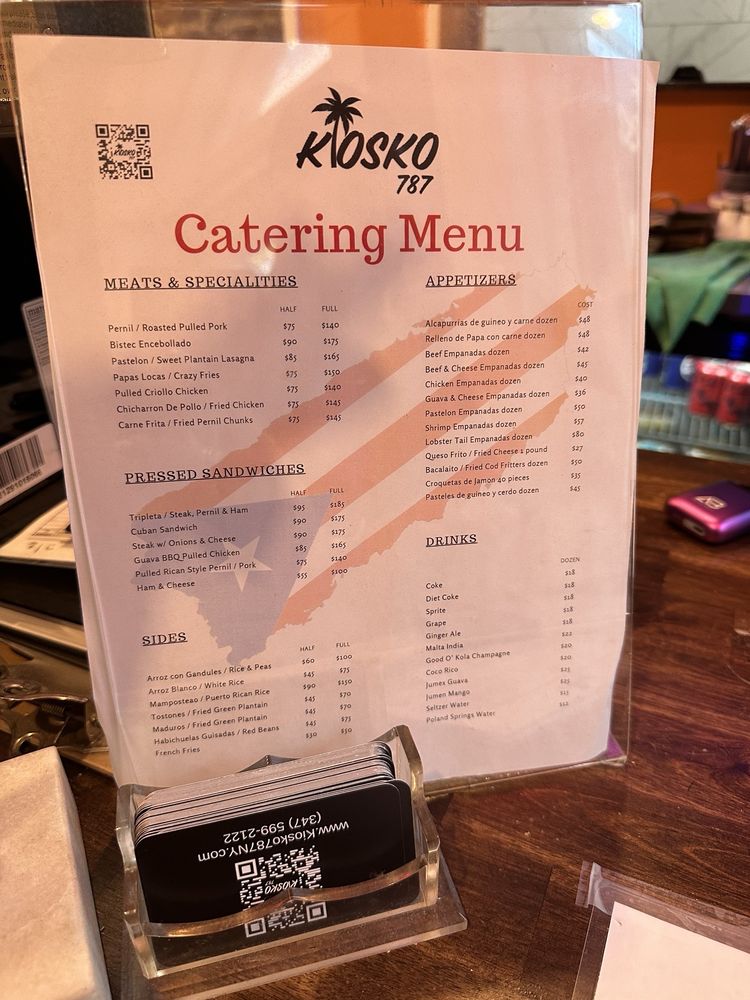 KIOSKO
787
Catering Menu
MEATS & SPECIALITIES
HALF FULL
Pernil / Roasted Pulled Pork $75 $140
Bistec Encebollado $90 $175
Pastelon / Sweet Plantain Lasagna $85 $165
Papas Locas / Crazy Fries $75 $150
Pulled Criollo Chicken $75 $140
Chicharron De Pollo / Fried Chicken $75 $145
Carne Frita / Fried Pernil Chunks $75 $145
PRESSED SANDWICHES
HALF FULL
Tripleta / Steak, Pernil & Ham $95 $185
Cuban Sandwich $90 $175
Steak w/ Onions & Cheese $90 $175
Guava BBQ Pulled Chicken $85 $165
Pulled Rican Style Pernil / Pork $75 $140
Ham & Cheese $55 $100
SIDES
HALF FULL
Arroz con Gandules / Rice & Peas $60 $100
Arroz Blanco / White Rice $45 $75
Mamposteao / Puerto Rican Rice $90 $150
Tostones / Fried Green Plantain $45 $70
Maduros / Fried Green Plantain $45 $70
Habichuelas Guisadas / Red Beans $45 $75
French Fries $30 $50
APPETIZERS
COST
Alcapurrias de guineo y carne dozen $48
Relleno de Papa con carne dozen $48
Beef Empanadas dozen $42
Beef & Cheese Empanadas dozen $45
Chicken Empanadas dozen $40
Guava & Cheese Empanadas dozen $36
Pastelon Empanadas dozen $50
Shrimp Empanadas dozen $57
Lobster Tail Empanadas dozen $80
Queso Frito / Fried Cheese 1 pound $27
Bacalaito / Fried Cod Fritters dozen $50
Croquetas de Jamon 40 pieces $35
Pasteles de guineo y cerdo dozen $45
DRINKS
DOZEN
Coke $18
Diet Coke $18
Sprite $18
Grape $18
Ginger Ale $18
Malta India $22
Good O' Kola Champagne $20
Coco Rico $20
Jumex Guava $25
Jumen Mango $25
Seltzer Water $15
Poland Springs Water $12
www.Kiosko787NY.com
(347) 599-2122
KIOSKO